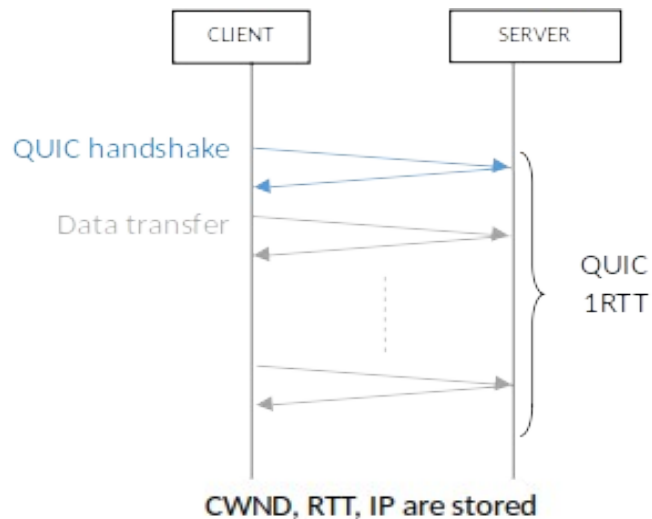 CLIENT
SERVER
QUIC handshake
Data transfer
QUIC
1RTT
CWND, RTT, IP are stored